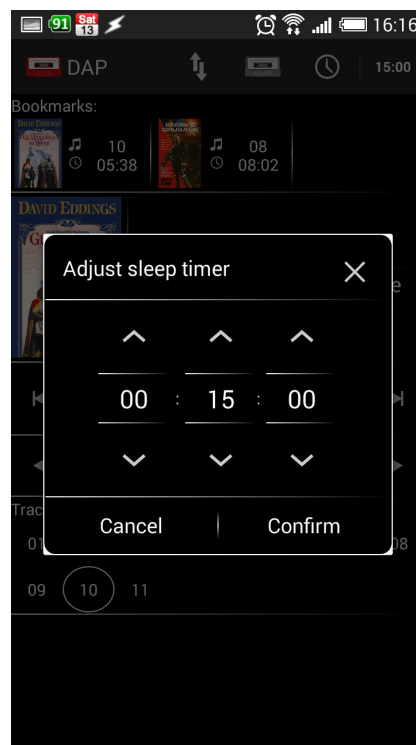 91 Sat 13 16:16
DAP 15:00
Bookmarks:
DAVID EDDINGS
10
05:38
CRUSADE
08
08:02
DAVID EDDINGS
G
e
Adjust sleep timer
00 : 15 : 00
Cancel Confirm
Trac
01 08
09 10 11